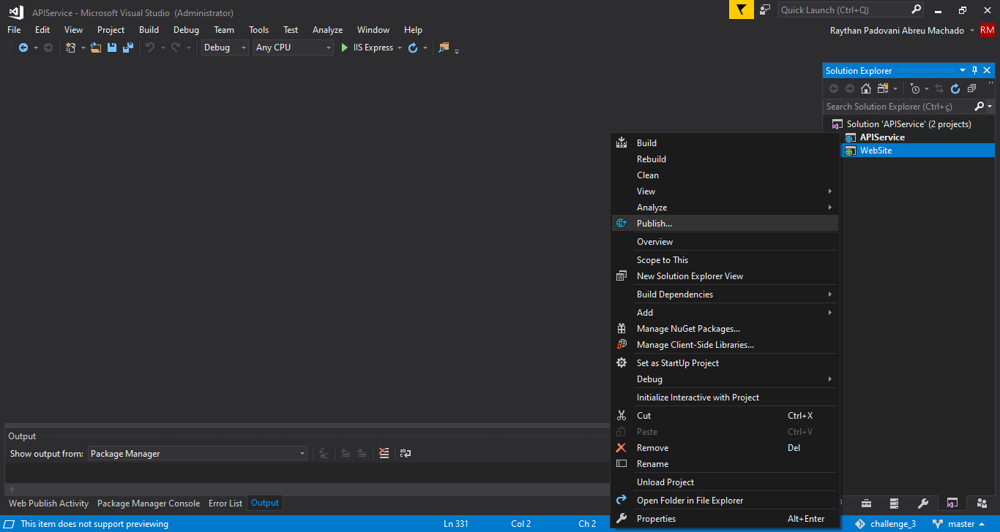 APIService - Microsoft Visual Studio (Administrator)
Quick Launch (Ctrl+Q)
File Edit View Project Build Debug Team Tools Test Analyze Window Help
Raythan Padovani Abreu Machado RM
Debug Any CPU IIS Express
Solution Explorer
Search Solution Explorer (Ctrl+ç)
Solution 'APIService' (2 projects)
APIService
WebSite
Build
Rebuild
Clean
View
Analyze
Publish...
Overview
Scope to This
New Solution Explorer View
Build Dependencies
Add
Manage NuGet Packages...
Manage Client-Side Libraries...
Set as StartUp Project
Debug
Initialize Interactive with Project
Cut Ctrl+X
Paste Ctrl+V
Remove Del
Rename
Unload Project
Open Folder in File Explorer
Properties Alt+Enter
Output
Show output from: Package Manager
Web Publish Activity Package Manager Console Error List Output
This item does not support previewing Ln 331 Col 2 Ch 2 challenge_3 master